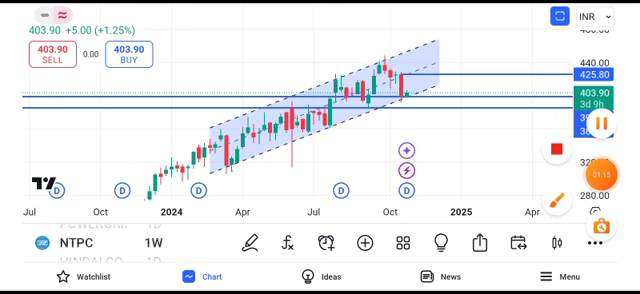 INR
403.90 +5.00 (+1.25%)
403.90
SELL
0.00
403.90
BUY
440.00
425.80
403.90
3d 9h
280.00
01:15
D D D D D
Jul Oct 2024 Apr Jul Oct 2025 Apr
NTPC 1W
HINDALCO 1D
Watchlist Chart Ideas News Menu